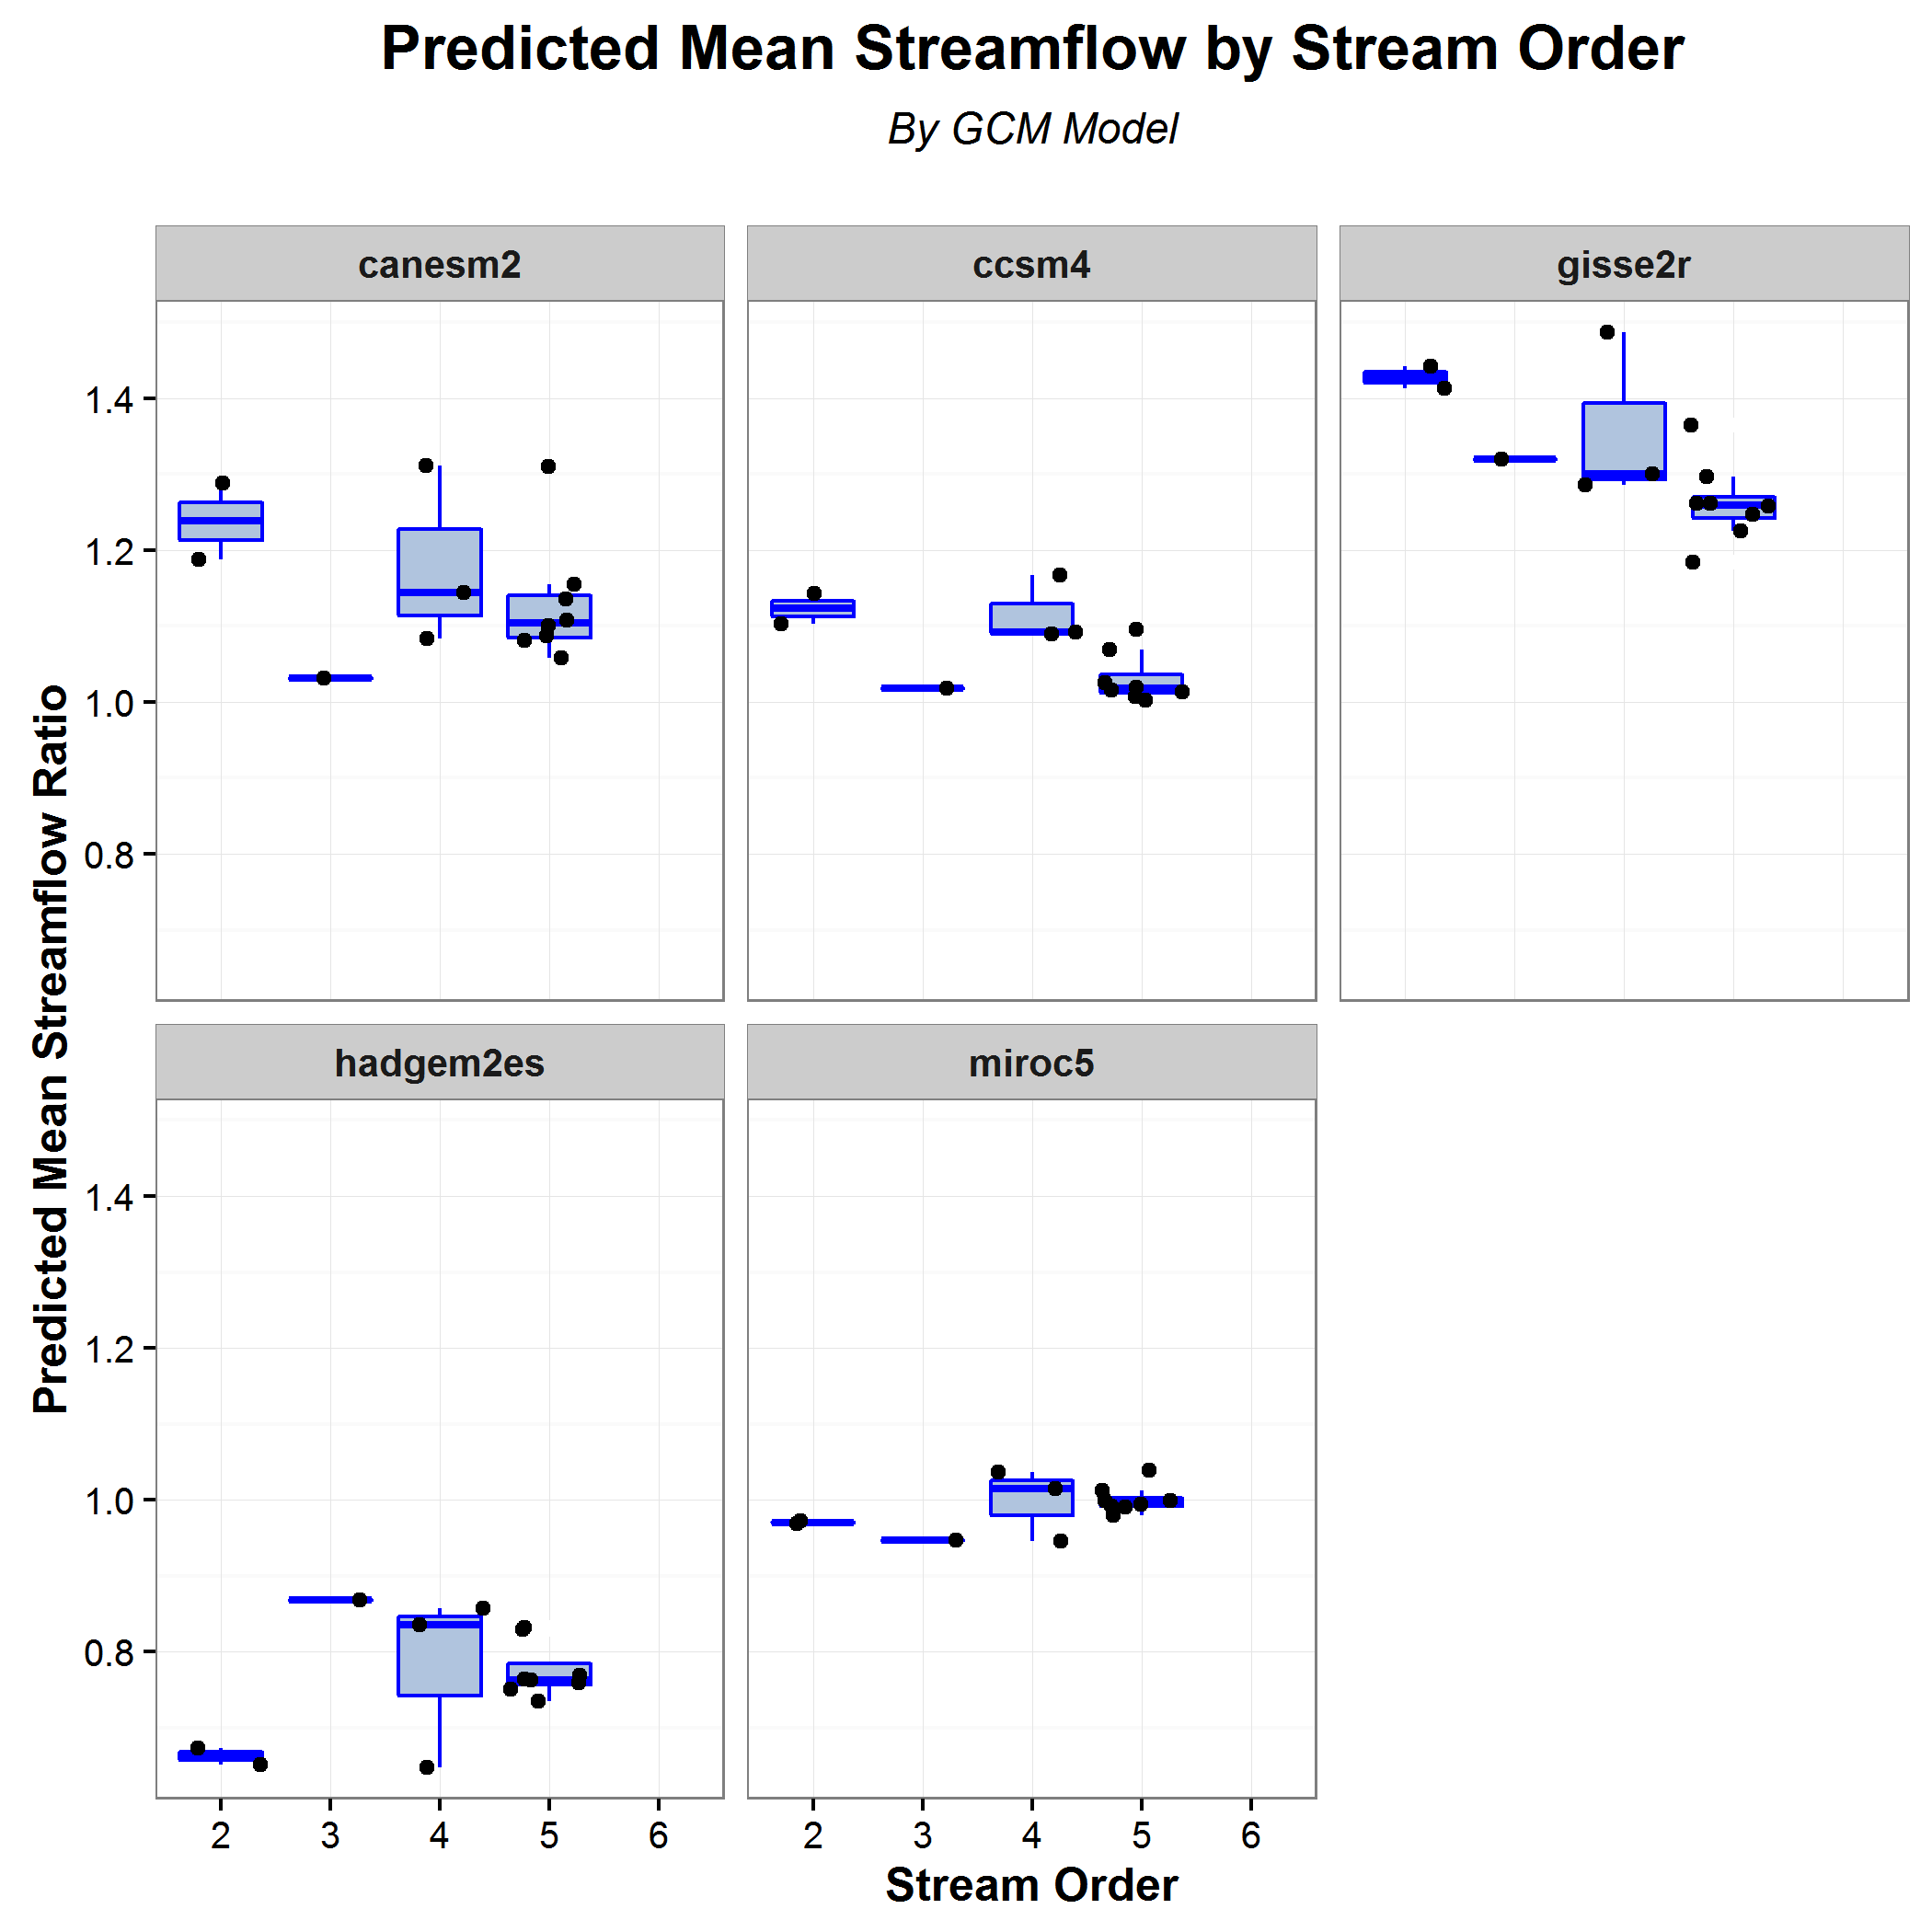 Predicted Mean Streamflow by Stream Order
By GCM Model
canesm2
ccsm4
gisse2r
1.4
1.2
1.0
0.8
Predicted Mean Streamflow Ratio
hadgem2es
miroc5
1.4
1.2
1.0
0.8
2 3 4 5 6
2 3 4 5 6
Stream Order